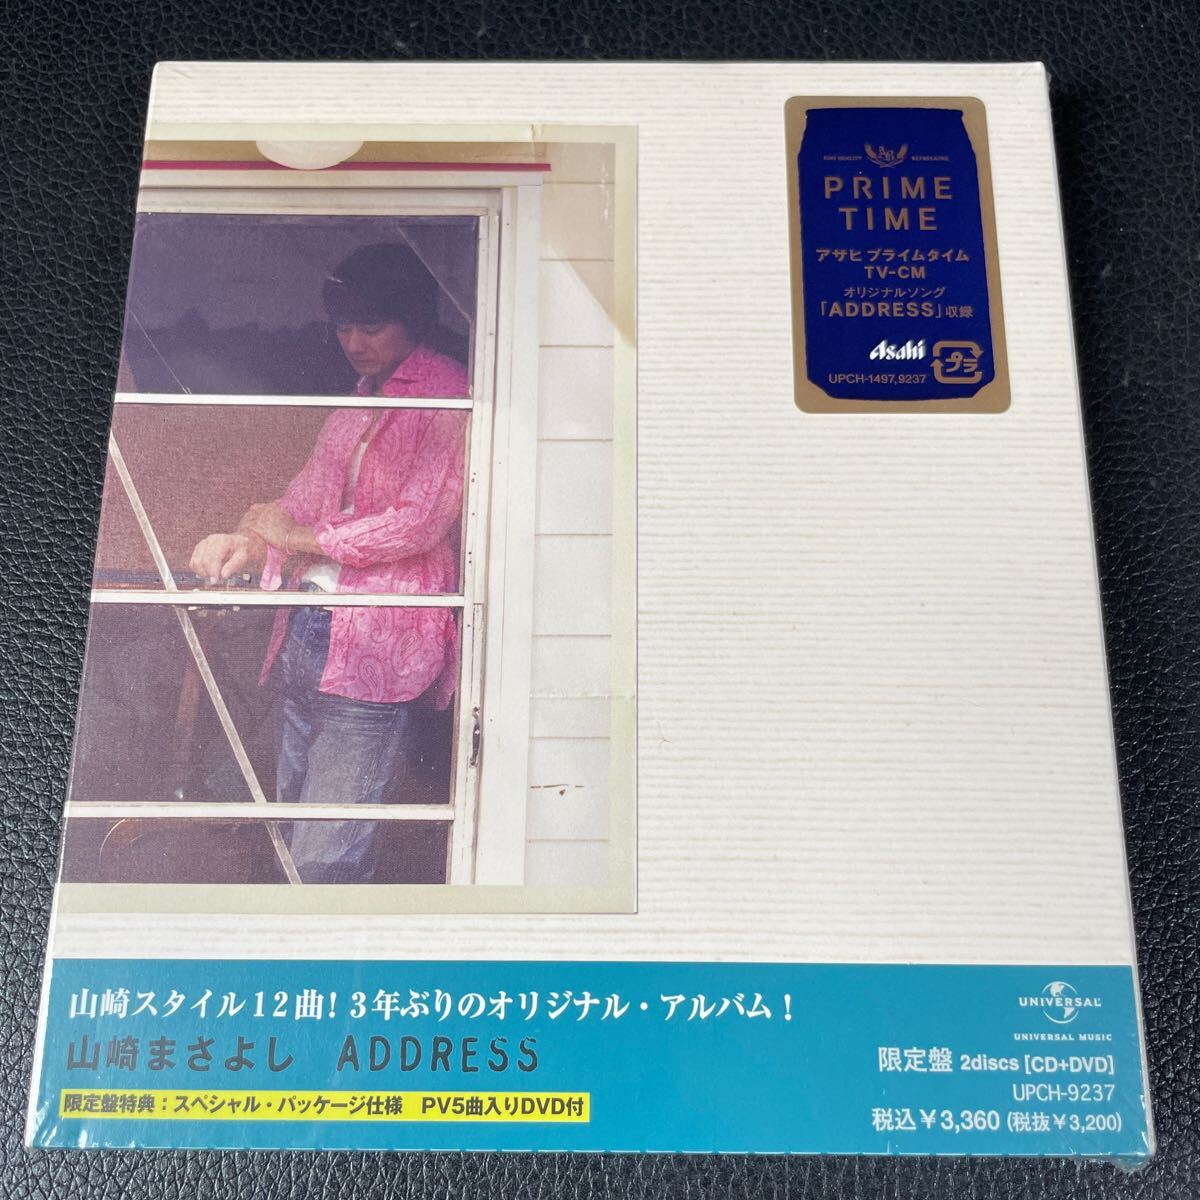 FINE QUALITY AB REFRESHING
PRIME
TIME
アサヒ プライムタイム
TV-CM
オリジナルソング
「ADDRESS」収録
Asahi プラ
UPCH-1497,9237
山崎スタイル12曲! 3年ぶりのオリジナル・アルバム!
山崎まさよし ADDRESS
限定盤特典:スペシャル・パッケージ仕様 PV5曲入りDVD付
UNIVERSAL
UNIVERSAL MUSIC
限定盤 2discs [CD+DVD]
UPCH-9237
税込¥3,360 (税抜¥3,200)